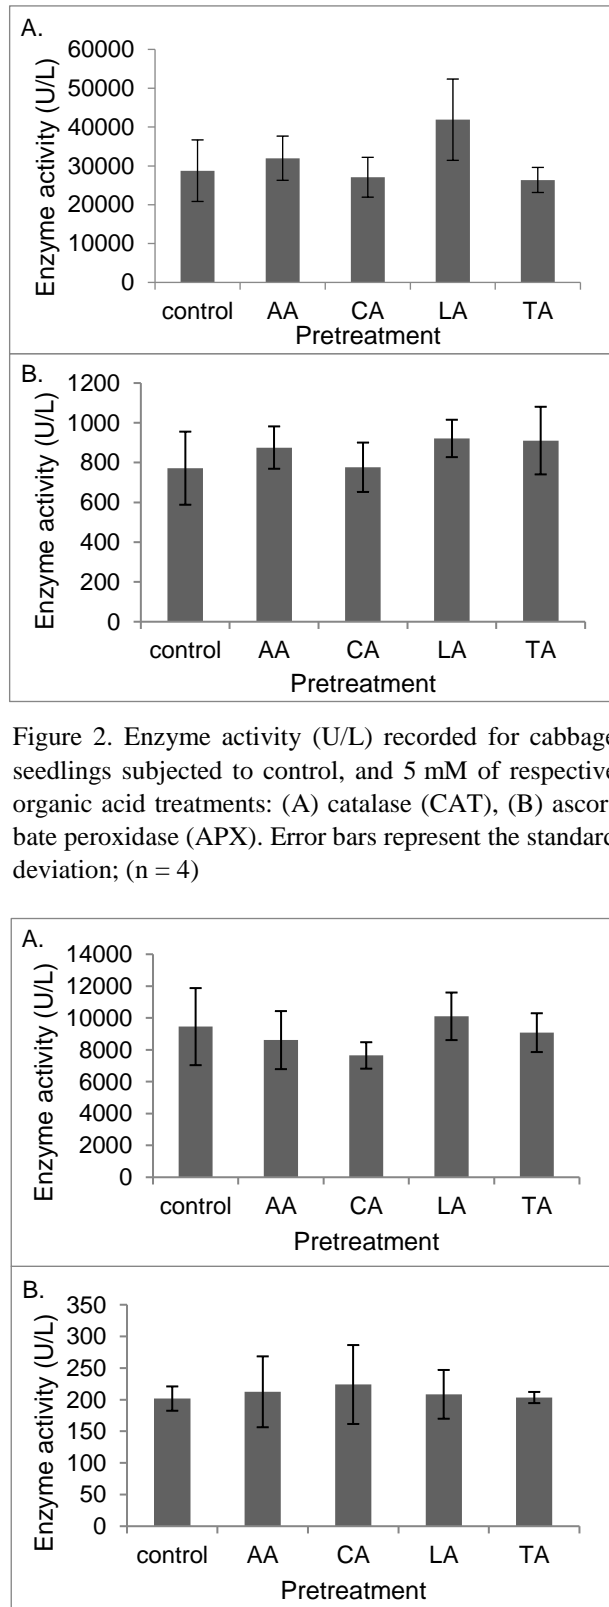 A.
Enzyme activity (U/L)
60000
50000
40000
30000
20000
10000
0
control AA CA LA TA
Pretreatment
B.
Enzyme activity (U/L)
1200
1000
800
600
400
200
0
control AA CA LA TA
Pretreatment
Figure 2. Enzyme activity (U/L) recorded for cabbage
seedlings subjected to control, and 5 mM of respective
organic acid treatments: (A) catalase (CAT), (B) ascor
bate peroxidase (APX). Error bars represent the standard
deviation; (n = 4)
A.
Enzyme activity (U/L)
14000
12000
10000
8000
6000
4000
2000
0
control AA CA LA TA
Pretreatment
B.
Enzyme activity (U/L)
350
300
250
200
150
100
50
0
control AA CA LA TA
Pretreatment